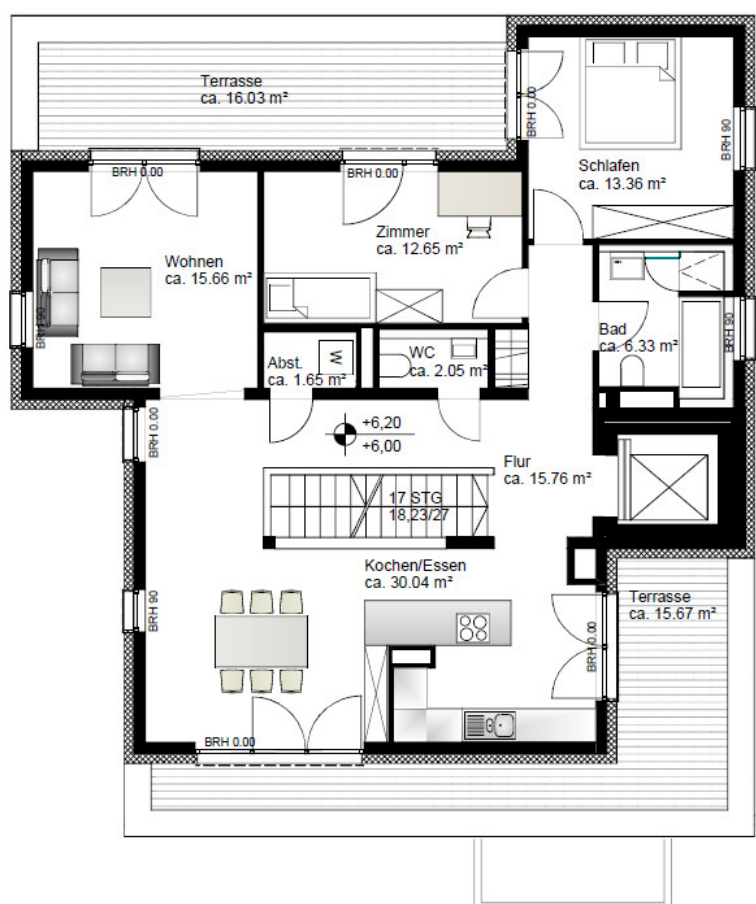 Terrasse
ca. 16.03 m²
BRH 0.00
BRH 90
Schlafen
ca. 13.36 m²
BRH 0.00
BRH 0.00
Zimmer
ca. 12.65 m²
Wohnen
ca. 15.66 m²
BRH 90
Bad
ca. 6.33 m²
BRH 90
Abst.
ca. 1.65 m²
W
WC
ca. 2.05 m²
BRH 0.00
+6,20
+6,00
Flur
ca. 15.76 m²
17 STG
18,23/27
Kochen/Essen
ca. 30.04 m²
BRH 90
Terrasse
ca. 15.67 m²
BRH 0.00
BRH 0.00